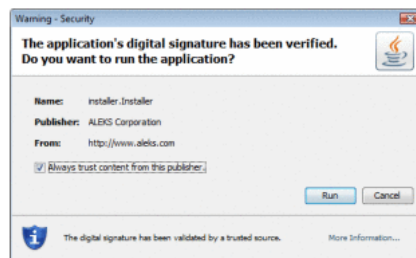 Warning - Security
The application's digital signature has been verified.
Do you want to run the application?
Name: installer.Installer
Publisher: ALEKS Corporation
From: http://www.aleks.com
Always trust content from this publisher.
Run Cancel
The digital signature has been validated by a trusted source. More Information...